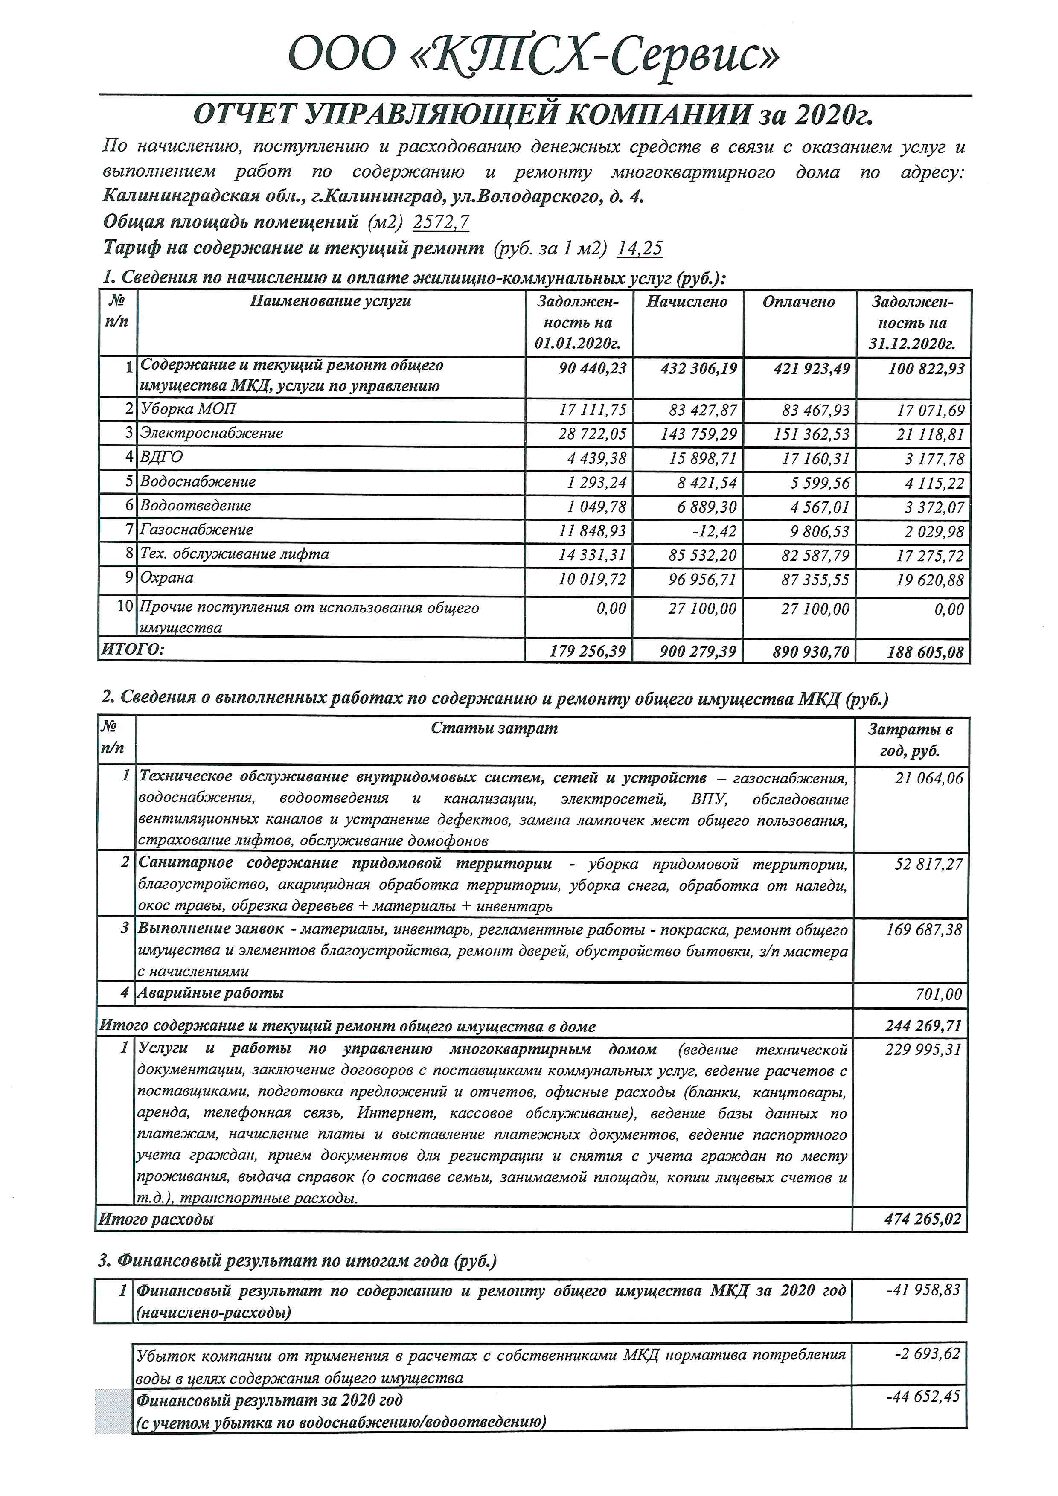 ООО «КТСХ-Сервис»
ОТЧЕТ УПРАВЛЯЮЩЕЙ КОМПАНИИ за 2020г.
По начислению, поступлению и расходованию денежных средств в связи с оказанием услуг и
выполнением работ по содержанию и ремонту многоквартирного дома по адресу:
Калининградская обл., г.Калининград, ул.Володарского, д. 4.
Общая площадь помещений (м2) 2572,7
Тариф на содержание и текущий ремонт (руб. за 1 м2) 14,25
1. Сведения по начислению и оплате жилищно-коммунальных услуг (руб.):
№ Наименование услуги Задолжен- Начислено Оплачено Задолжен-
п/п ность на ность на
01.01.2020г. 31.12.2020г.
1 Содержание и текущий ремонт общего 90 440,23 432 306,19 421 923,49 100 822,93
имущества МКД, услуги по управлению
2 Уборка МОП 17 111,75 83 427,87 83 467,93 17 071,69
3 Электроснабжение 28 722,05 143 759,29 151 362,53 21 118,81
4 ВДГО 4 439,38 15 898,71 17 160,31 3 177,78
5 Водоснабжение 1 293,24 8 421,54 5 599,56 4 115,22
6 Водоотведение 1 049,78 6 889,30 4 567,01 3 372,07
7 Газоснабжение 11 848,93 -12,42 9 806,53 2 029,98
8 Тех. обслуживание лифта 14 331,31 85 532,20 82 587,79 17 275,72
9 Охрана 10 019,72 96 956,71 87 355,55 19 620,88
10 Прочие поступления от использования общего 0,00 27 100,00 27 100,00 0,00
имущества
ИТОГО: 179 256,39 900 279,39 890 930,70 188 605,08
2. Сведения о выполненных работах по содержанию и ремонту общего имущества МКД (руб.)
№ Статьи затрат Затраты в
п/п год, руб.
1 Техническое обслуживание внутридомовых систем, сетей и устройств – газоснабжения, 21 064,06
водоснабжения, водоотведения и канализации, электросетей, ВПУ, обследование
вентиляционных каналов и устранение дефектов, замена лампочек мест общего пользования,
страхование лифтов, обслуживание домофонов
2 Санитарное содержание придомовой территории - уборка придомовой территории, 52 817,27
благоустройство, акарицидная обработка территории, уборка снега, обработка от наледи,
окос травы, обрезка деревьев + материалы + инвентарь
3 Выполнение заявок - материалы, инвентарь, регламентные работы - покраска, ремонт общего 169 687,38
имущества и элементов благоустройства, ремонт дверей, обустройство бытовки, з/п мастера
с начислениями
4 Аварийные работы 701,00
Итого содержание и текущий ремонт общего имущества в доме 244 269,71
1 Услуги и работы по управлению многоквартирным домом (ведение технической 229 995,31
документации, заключение договоров с поставщиками коммунальных услуг, ведение расчетов с
поставщиками, подготовка предложений и отчетов, офисные расходы (бланки, канцтовары,
аренда, телефонная связь, Интернет, кассовое обслуживание), ведение базы данных по
платежам, начисление платы и выставление платежных документов, ведение паспортного
учета граждан, прием документов для регистрации и снятия с учета граждан по месту
проживания, выдача справок (о составе семьи, занимаемой площади, копии лицевых счетов и
т.д.), транспортные расходы.
Итого расходы 474 265,02
3. Финансовый результат по итогам года (руб.)
1 Финансовый результат по содержанию и ремонту общего имущества МКД за 2020 год -41 958,83
(начислено-расходы)
Убыток компании от применения в расчетах с собственниками МКД норматива потребления -2 693,62
воды в целях содержания общего имущества
Финансовый результат за 2020 год -44 652,45
(с учетом убытка по водоснабжению/водоотведению)